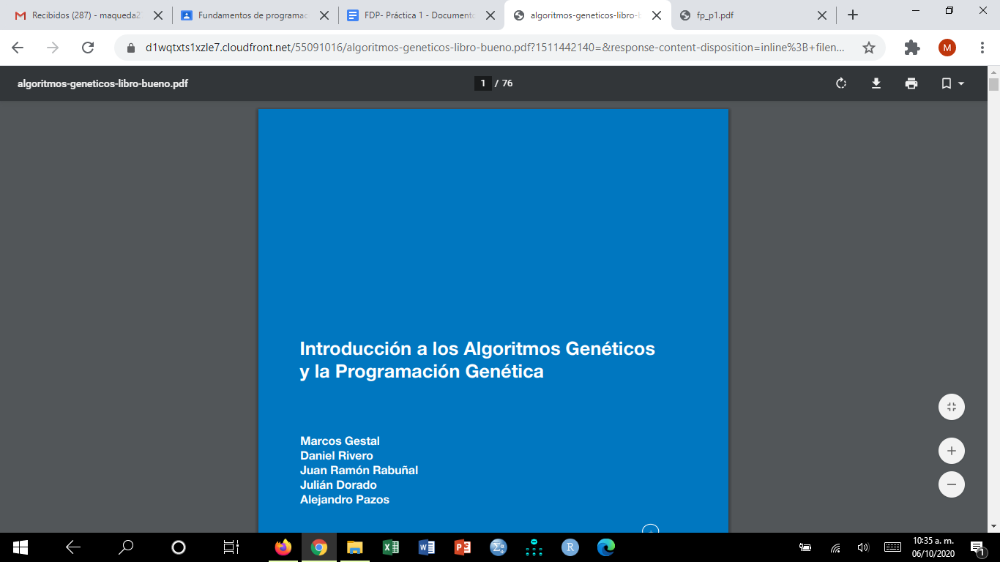 Recibidos (287) - maqueda2
Fundamentos de programac
FDP- Práctica 1 - Documento
algoritmos-geneticos-libro-b
fp_p1.pdf
d1wqtxts1xzle7.cloudfront.net/55091016/algoritmos-geneticos-libro-bueno.pdf?1511442140=&response-content-disposition=inline%3B+filen...
M
algoritmos-geneticos-libro-bueno.pdf
1 / 76
Introducción a los Algoritmos Genéticos
y la Programación Genética
Marcos Gestal
Daniel Rivero
Juan Ramón Rabuñal
Julián Dorado
Alejandro Pazos
10:35 a. m.
06/10/2020
1